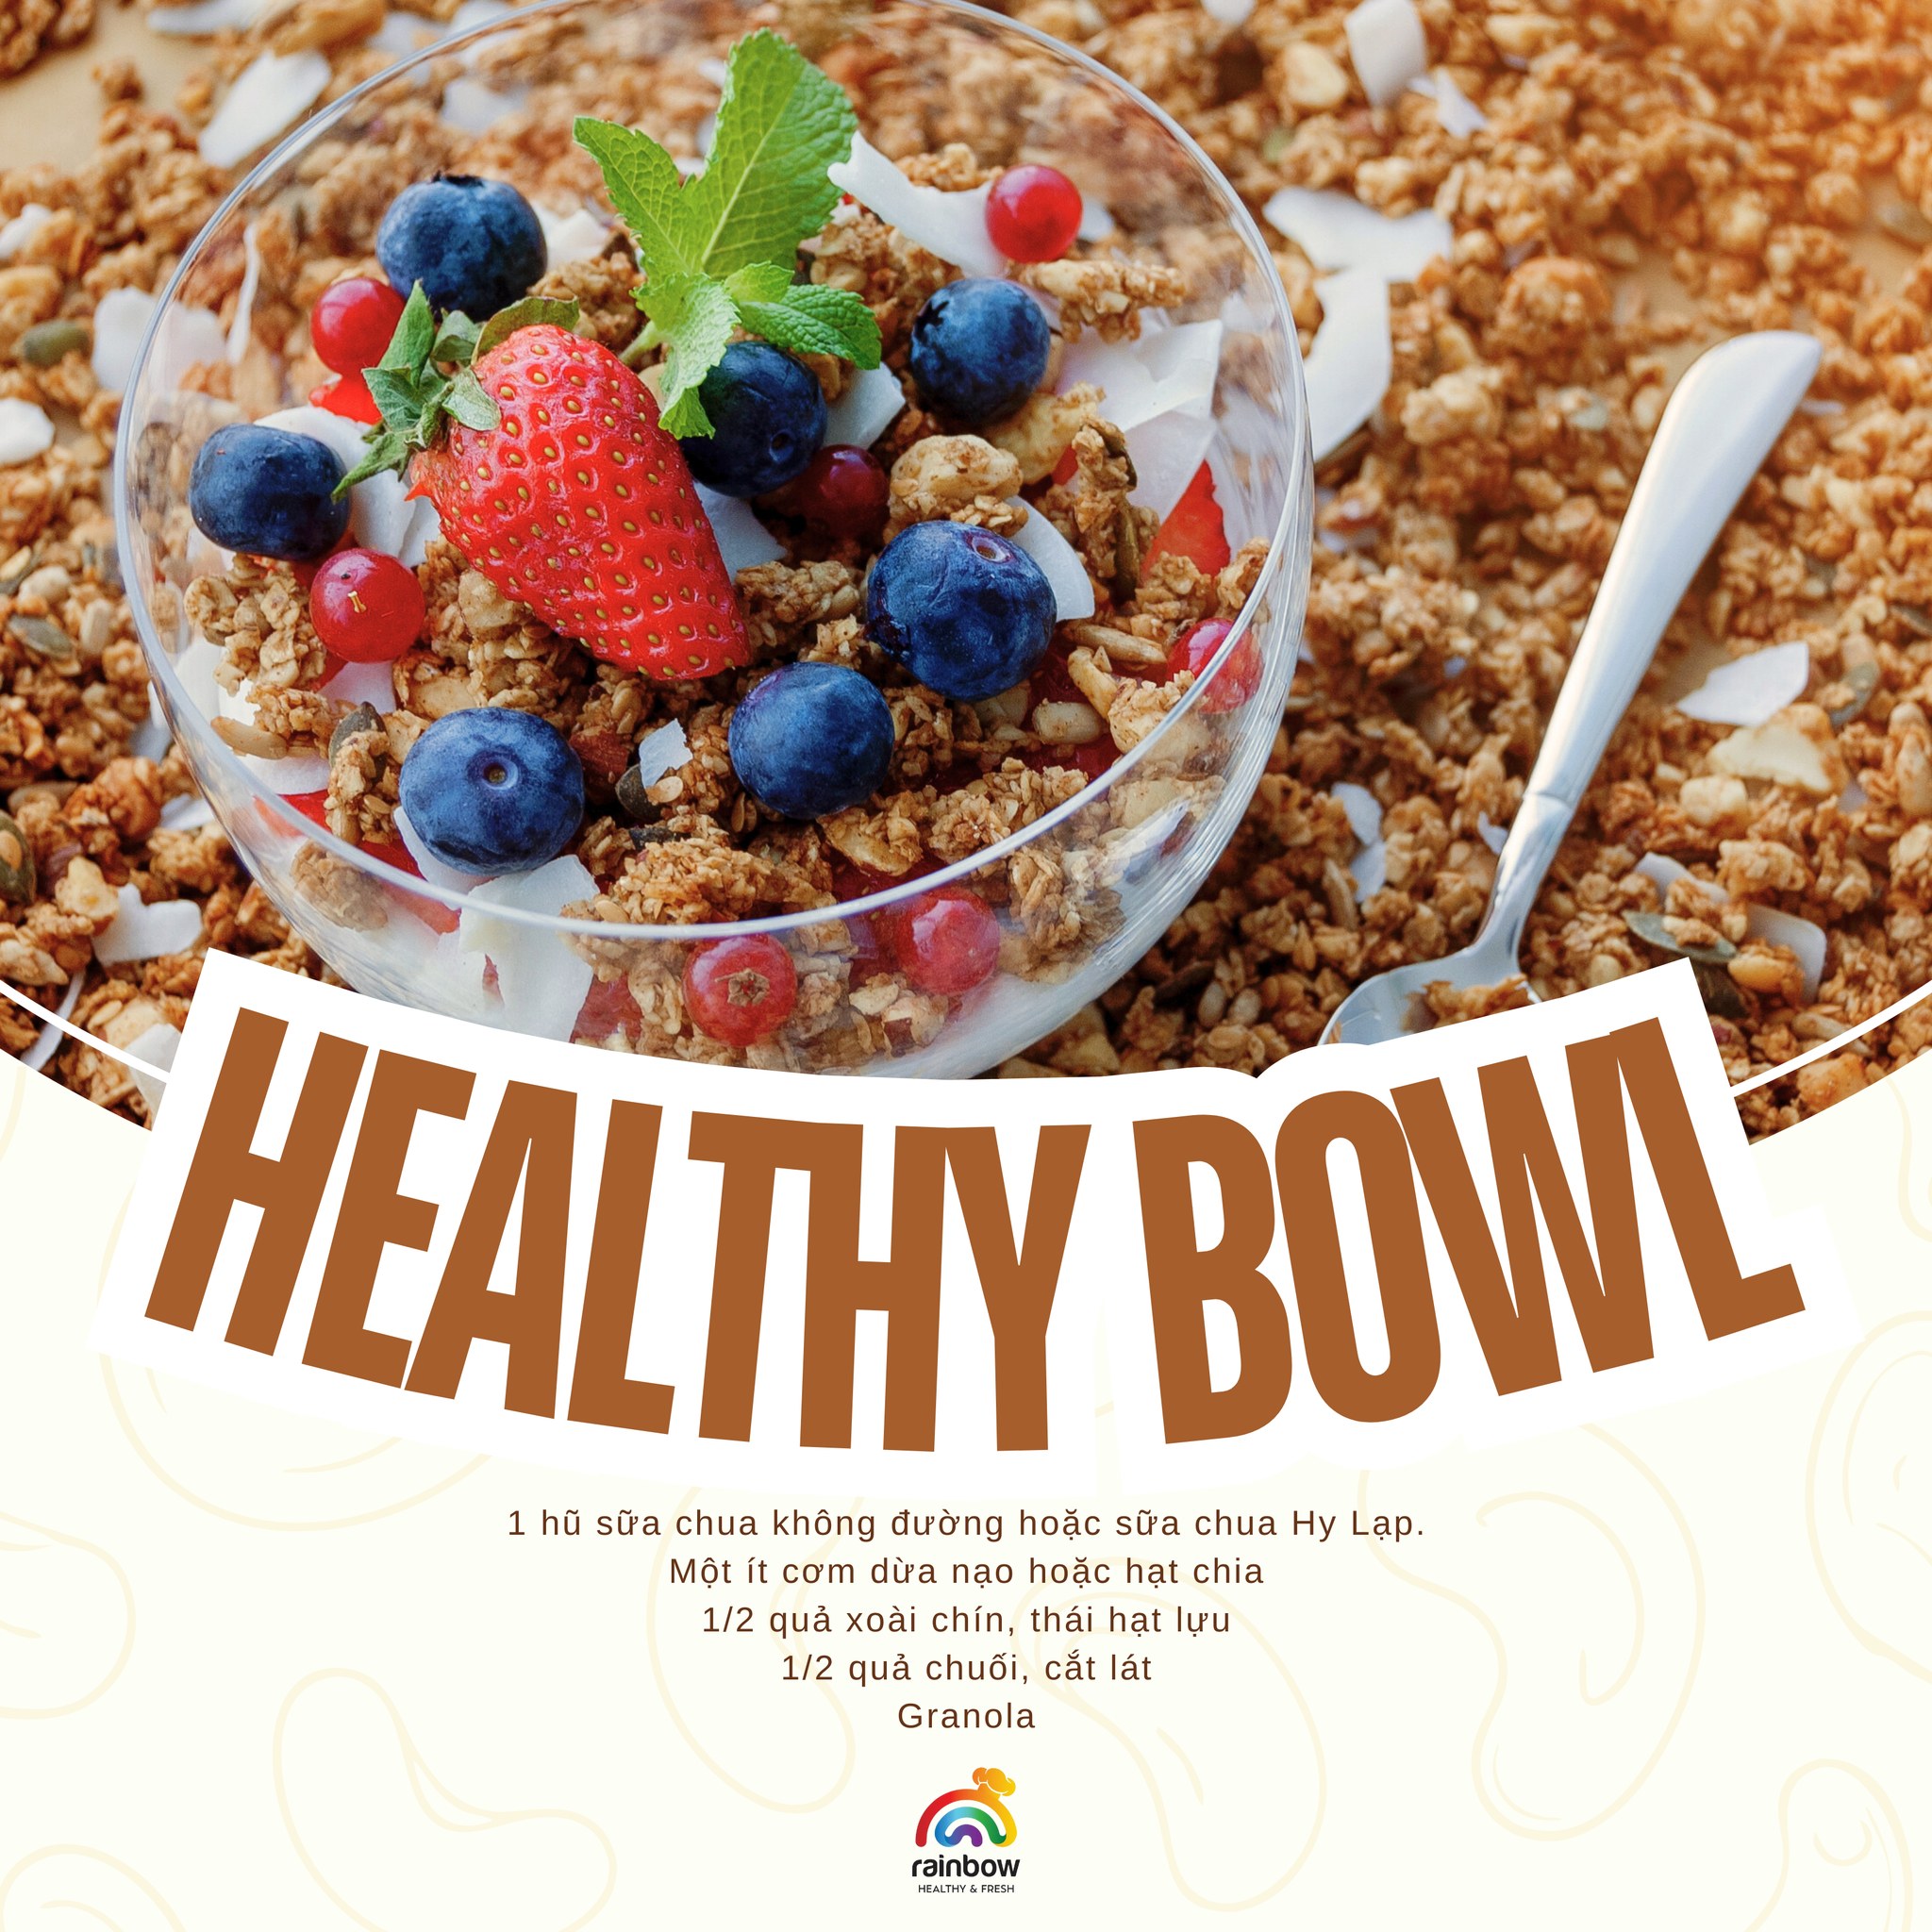 HEALTHY BOWL
1 hũ sữa chua không đường hoặc sữa chua Hy Lạp.
Một ít cơm dừa nạo hoặc hạt chia
1/2 quả xoài chín, thái hạt lựu
1/2 quả chuối, cắt lát
Granola
rainbow
HEALTHY & FRESH